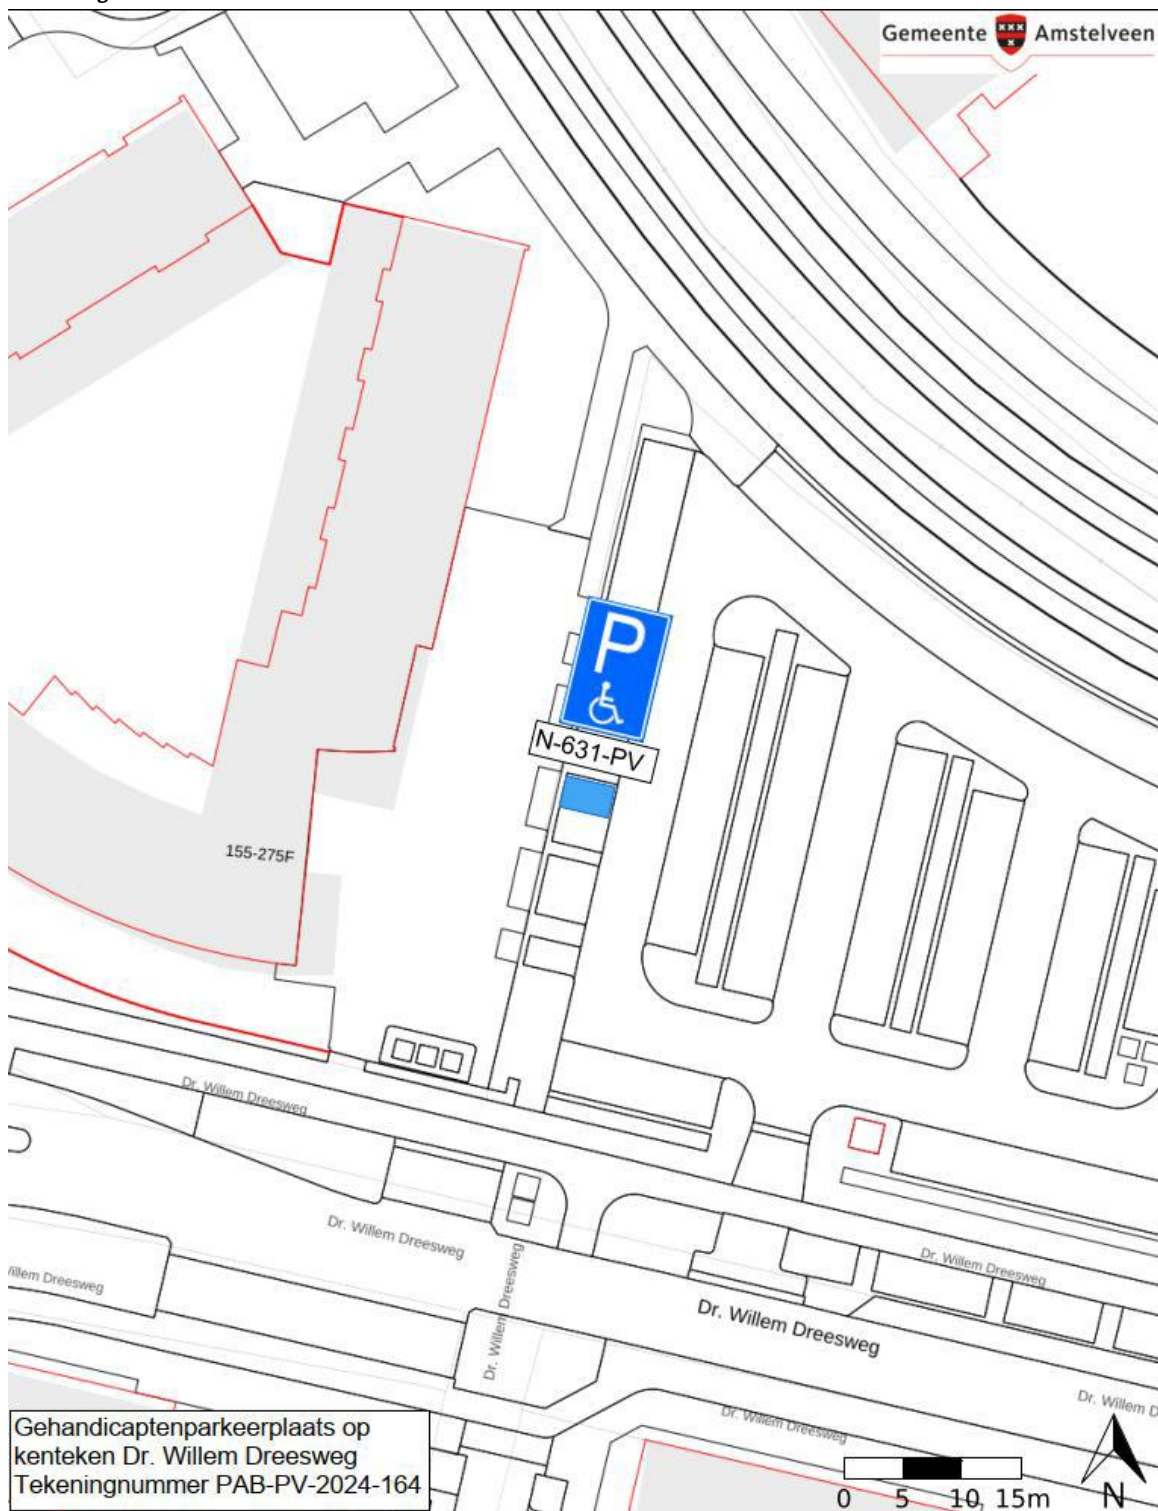 Gemeente Amstelveen
P
N-631-PV
155-275F
Dr. Willem Dreesweg
Dr. Willem Dreesweg
Willem Dreesweg
Dr. Willem Dreesweg
Dr. Willem Dreesweg
Dr. Willem Dreesweg
Dr. Willem D
Dr. Willem Dreesweg
Gehandicaptenparkeerplaats op
kenteken Dr. Willem Dreesweg
Tekeningnummer PAB-PV-2024-164
0 5 10 15m
N